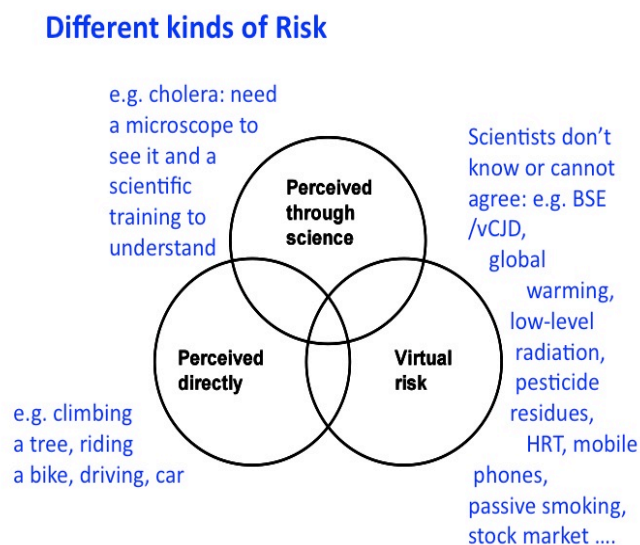 Different kinds of Risk
e.g. cholera: need
a microscope to
see it and a
scientific
training to
understand
Perceived
through
science
Scientists don't
know or cannot
agree: e.g. BSE
/vCJD,
global
warming,
low-level
radiation,
pesticide
residues,
HRT, mobile
phones,
passive smoking,
stock market ....
Perceived
directly
Virtual
risk
e.g. climbing
a tree, riding
a bike, driving, car